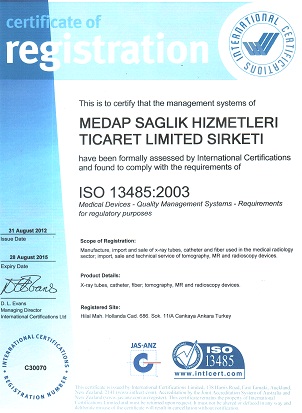 certificate of
registration
INTERNATIONAL CERTIFICATIONS
This is to certify that the management systems of
MEDAP SAGLIK HIZMETLERI
TICARET LIMITED SIRKETI
have been formally assessed by International Certifications
and found to comply with the requirements of
ISO 13485:2003
Medical Devices - Quality Management Systems - Requirements
for regulatory purposes
31 August 2012
Issue Date
28 August 2015
Expiry Date
D. L. Evans
Managing Director
International Certifications Ltd
Scope of Registration:
Manufacture, import and sale of x-ray tubes, catheter and fiber used in the medical radiology
sector; import, sale and technical service of tomography, MR and radioscopy devices.
Product Details:
X-ray tubes, catheter, fiber, tomography, MR and radioscopy devices.
Registered Site:
Hilal Mah. Hollanda Cad. 686. Sok. 11/A Cankaya Ankara Turkey
INTERNATIONAL CERTIFICATIONS
C30070
REGISTRATION NUMBER
JAS-ANZ
ISO
13485
www.intlcert.com